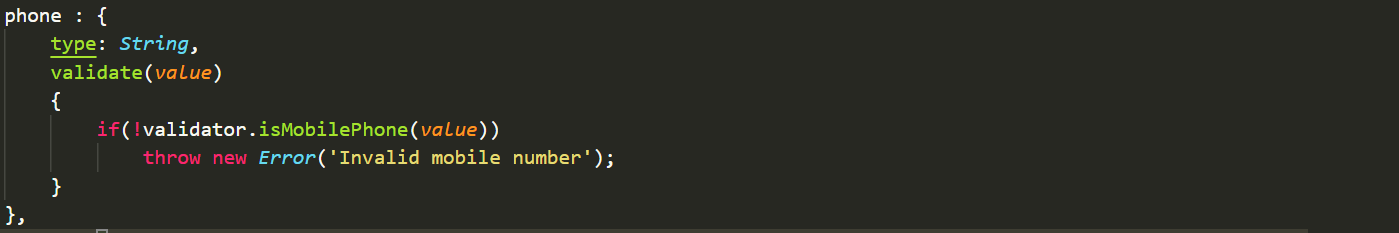 phone : {
    type: String,
    validate(value)
    {
        if(!validator.isMobilePhone(value))
            throw new Error('Invalid mobile number');
    }
},